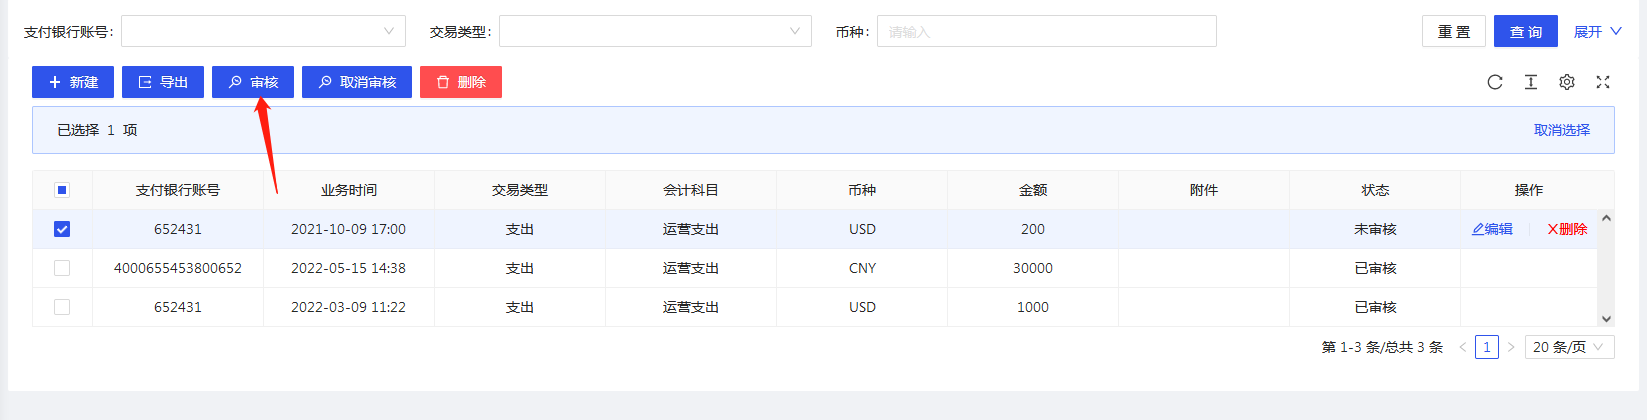 支付银行账号: 交易类型: 币种: 请输入 重 置 查 询 展开
新建 导出 审核 取消审核 删除
已选择 1 项 取消选择
支付银行账号 业务时间 交易类型 会计科目 币种 金额 附件 状态 操作
652431 2021-10-09 17:00 支出 运营支出 USD 200 未审核 编辑 X删除
4000655453800652 2022-05-15 14:38 支出 运营支出 CNY 30000 已审核
652431 2022-03-09 11:22 支出 运营支出 USD 1000 已审核
第 1-3 条/总共 3 条 < 1 > 20 条/页